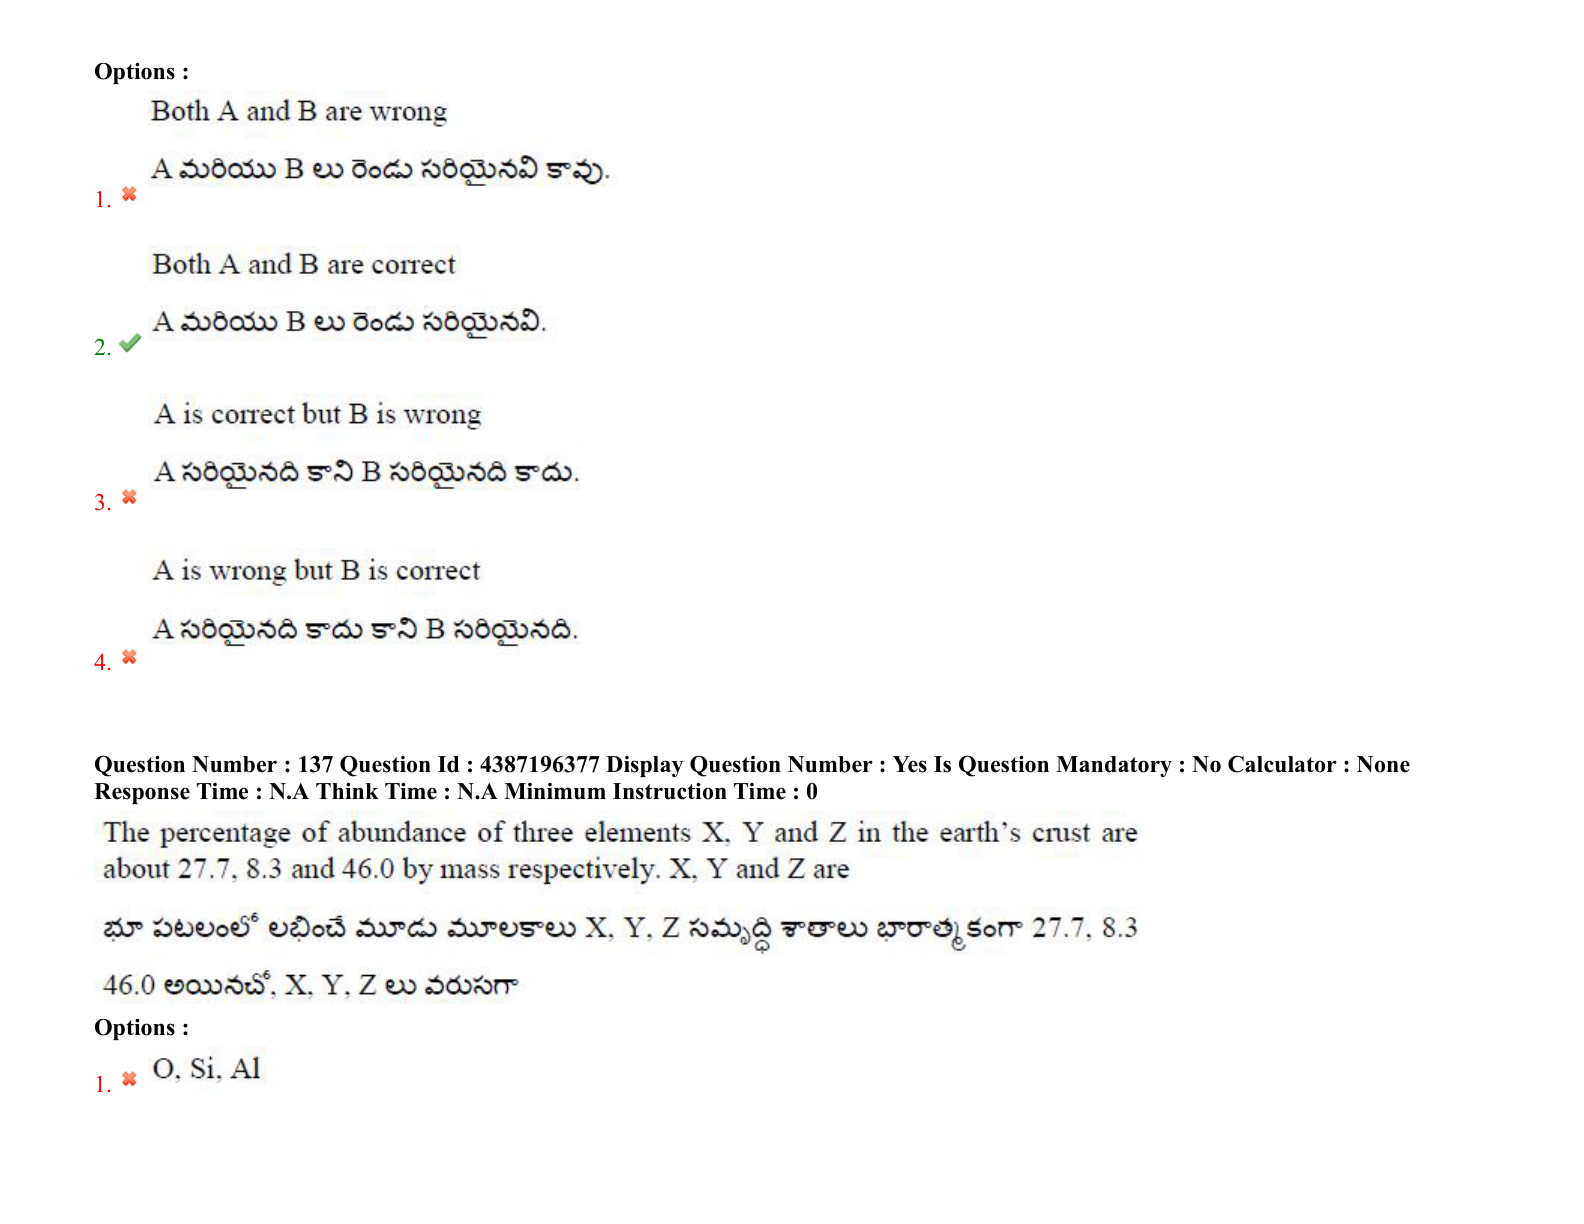 Options :
Both A and B are wrong
A మరియు B లు రెండు సరియైనవి కావు.
1.
Both A and B are correct
A మరియు B లు రెండు సరియైనవి.
2.
A is correct but B is wrong
A సరియైనది కాని B సరియైనది కాదు.
3.
A is wrong but B is correct
A సరియైనది కాదు కాని B సరియైనది.
4.
Question Number : 137 Question Id : 4387196377 Display Question Number : Yes Is Question Mandatory : No Calculator : None
Response Time : N.A Think Time : N.A Minimum Instruction Time : 0
The percentage of abundance of three elements X, Y and Z in the earth’s crust are
about 27.7, 8.3 and 46.0 by mass respectively. X, Y and Z are
భూ పటలంలో లభించే మూడు మూలకాలు X, Y, Z సమృద్ధి శాతాలు భారాత్మకంగా 27.7, 8.3
46.0 అయినచో, X, Y, Z లు వరుసగా
Options :
O, Si, Al
1.